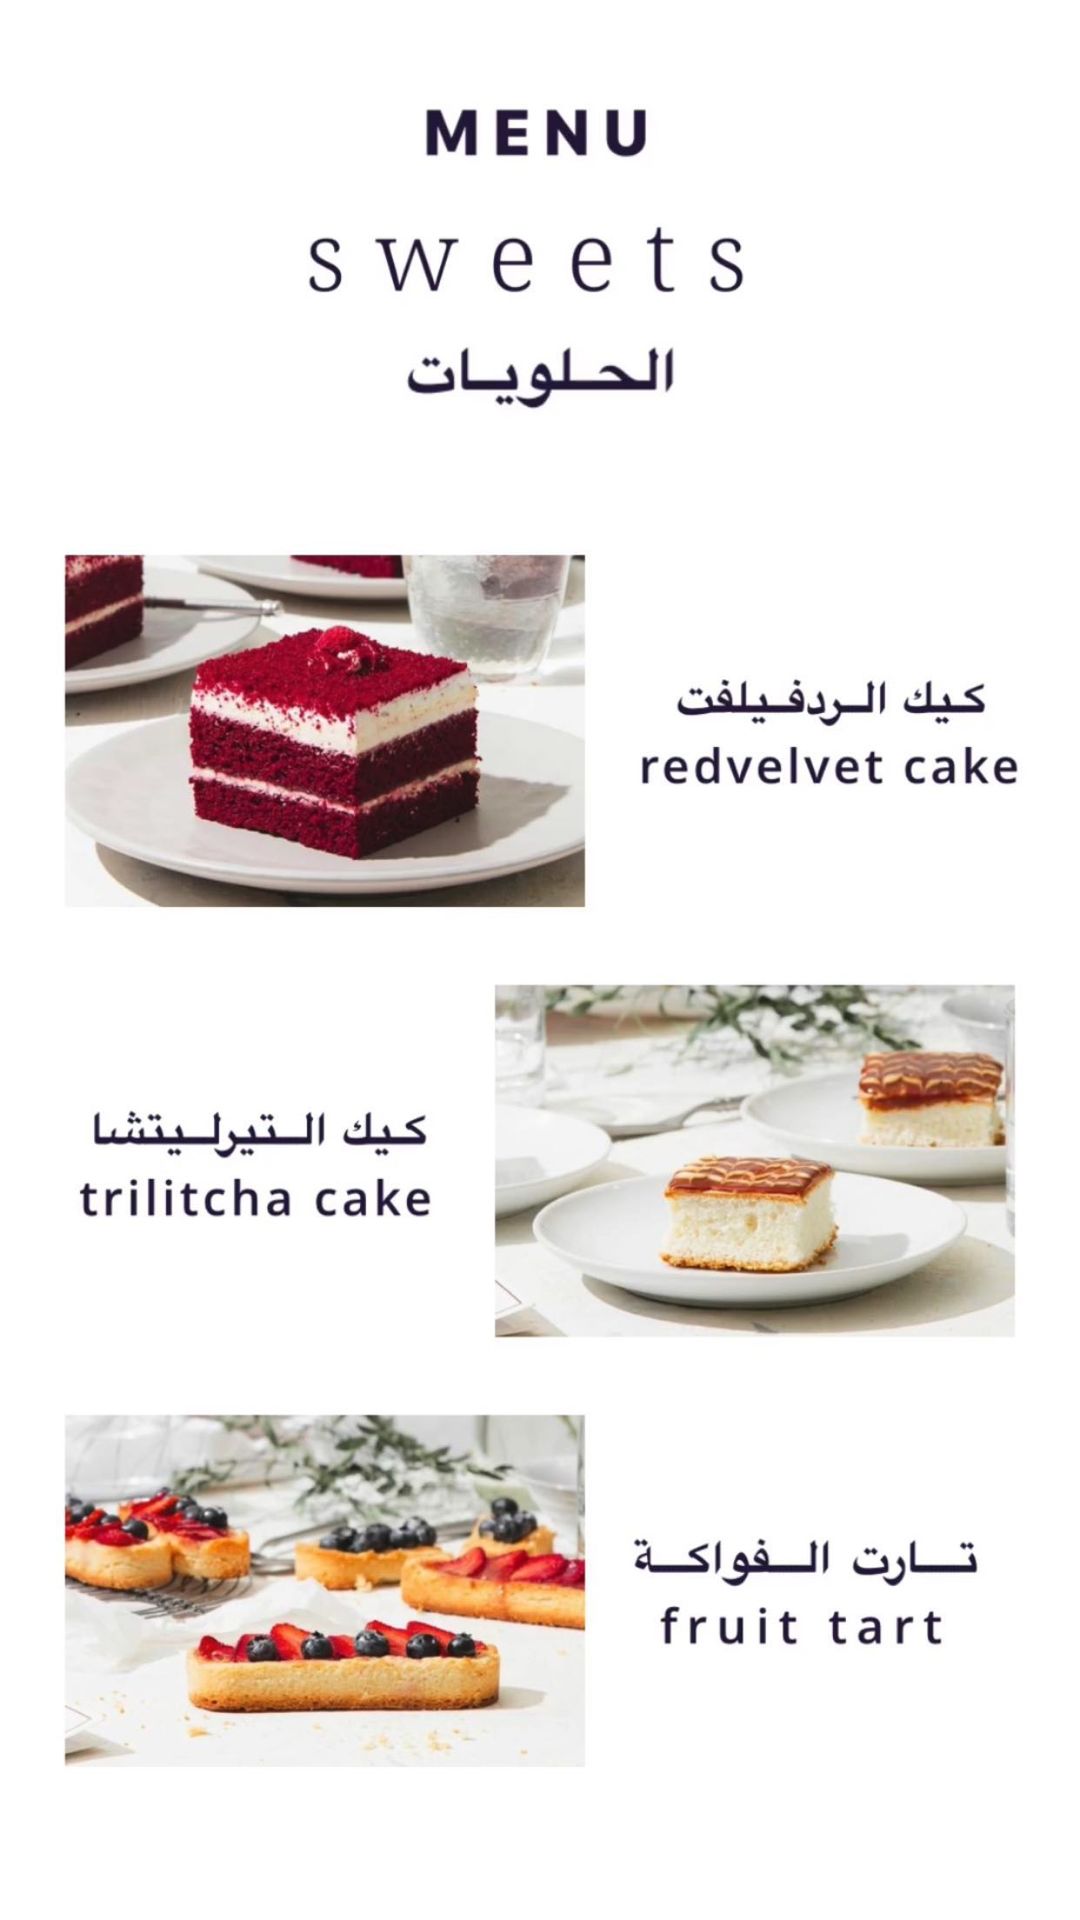 MENU
sweets
الحلويات
كيك الردفيلفت
redvelvet cake
كيك التيرليتشا
trilitcha cake
تارت الفواكة
fruit tart